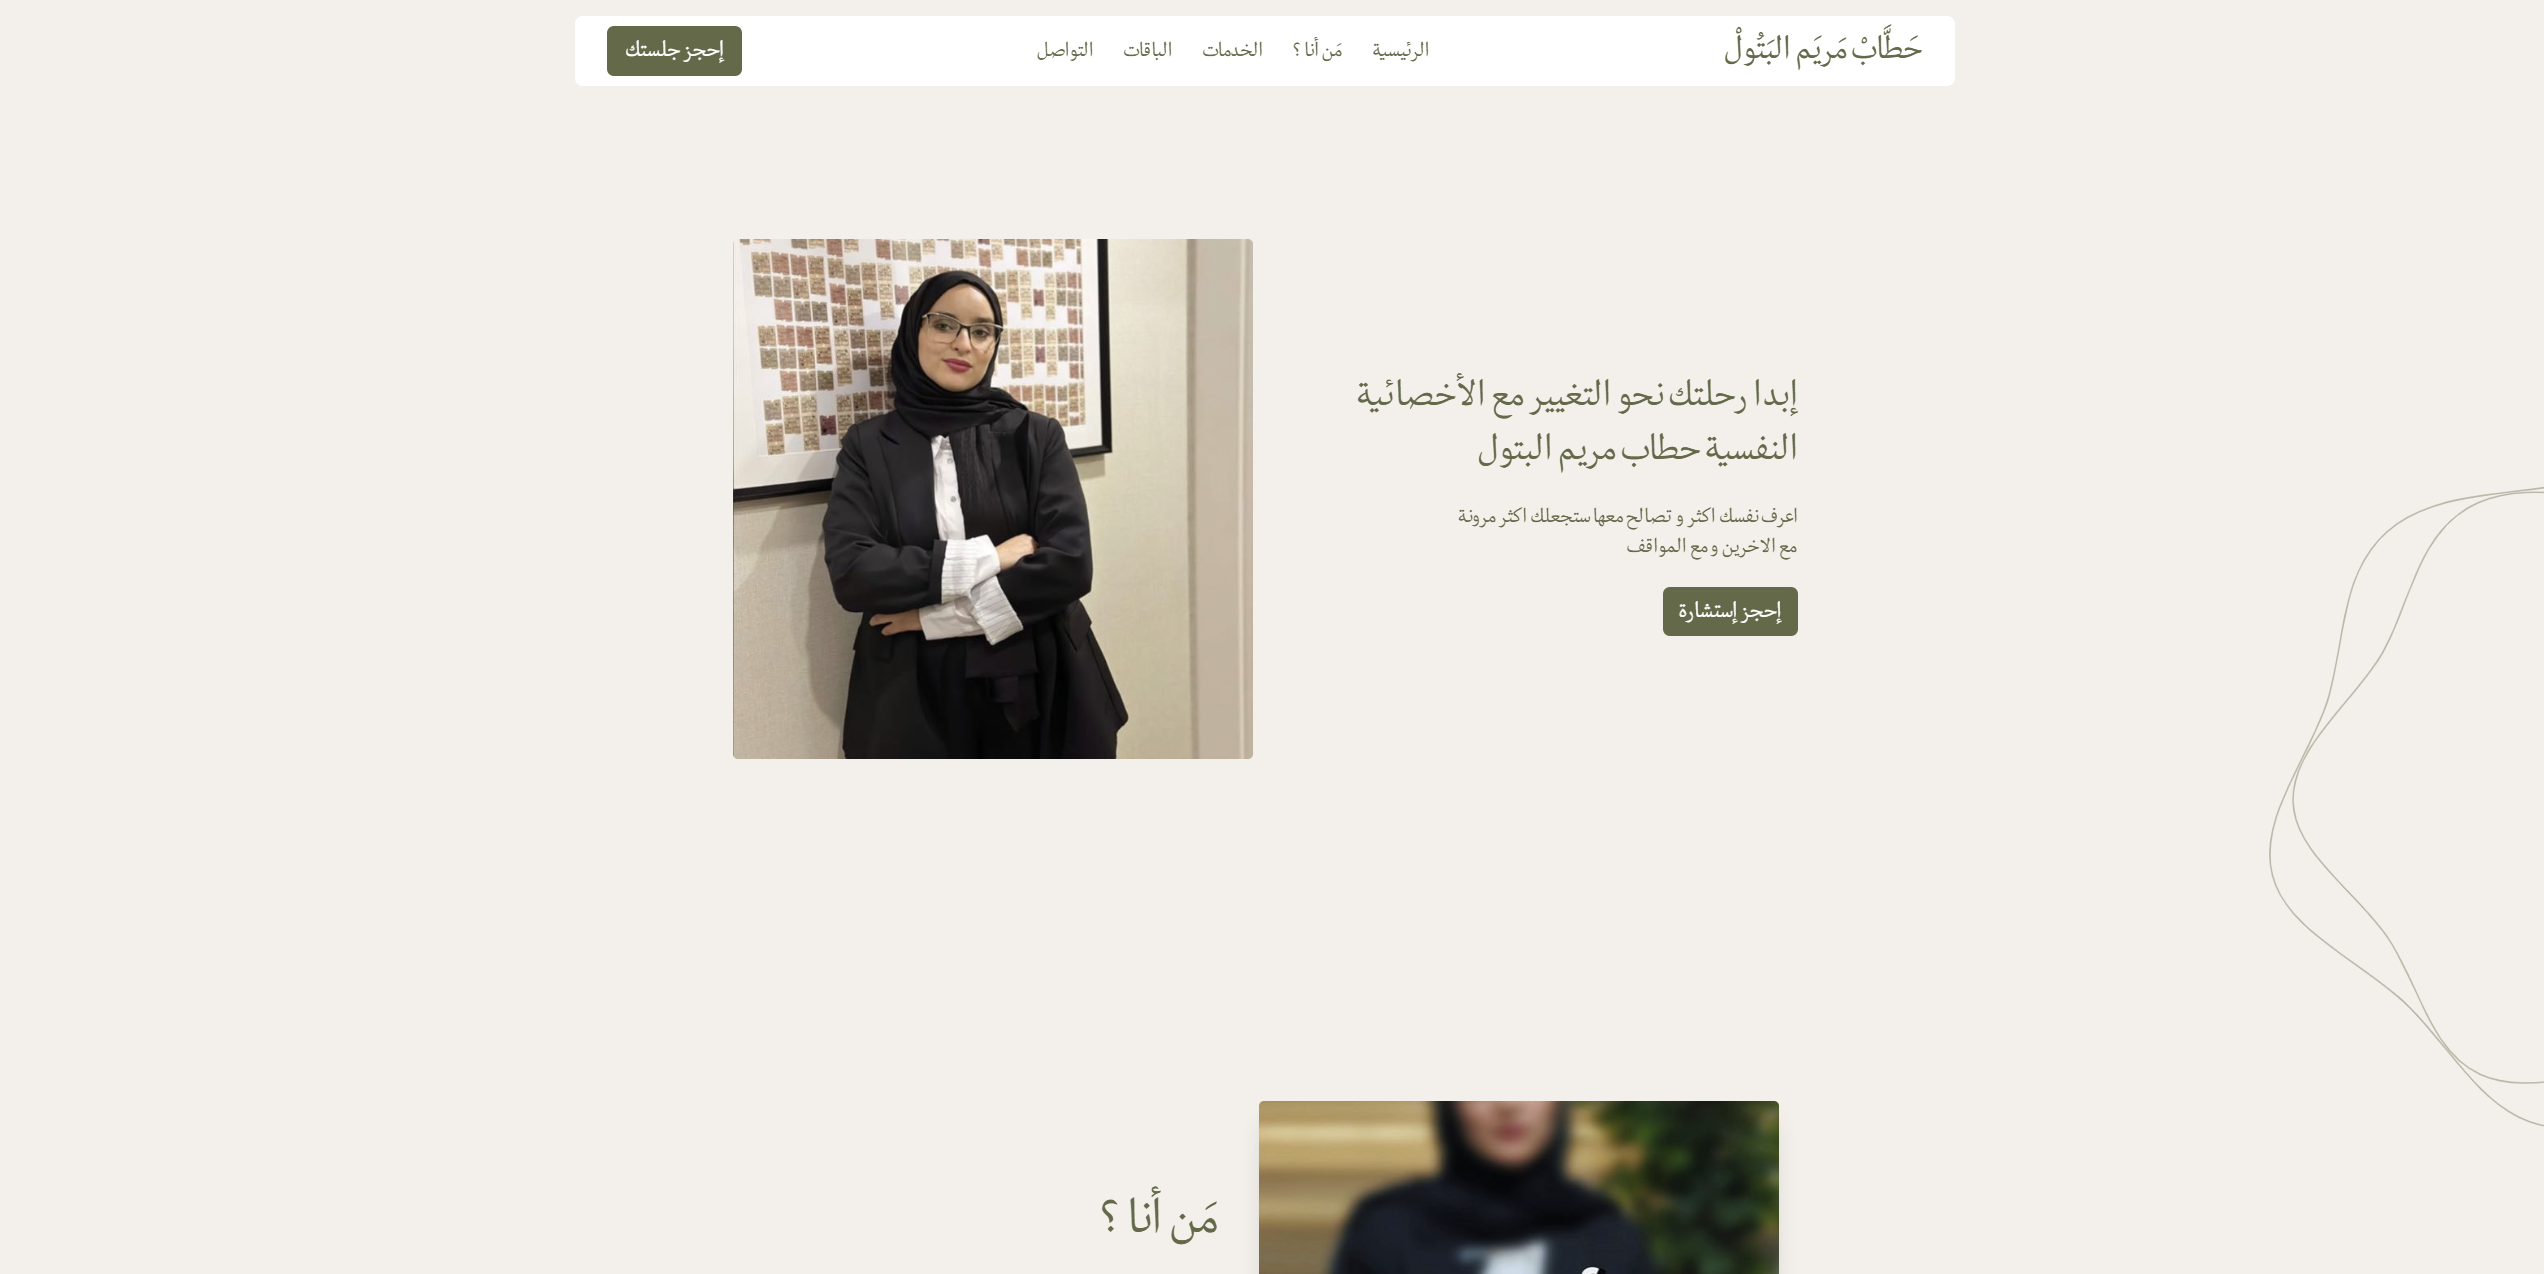 حَطَّابْ مَريَم البَتُولْ
الرئيسية
مَن أنا ؟
الخدمات
الباقات
التواصل
إحجز جلستك
إبدا رحلتك نحو التغيير مع الأخصائية
النفسية حطاب مريم البتول
اعرف نفسك اكثر و تصالح معها ستجعلك اكثر مرونة
مع الاخرين و مع المواقف
إحجز إستشارة
مَن أنا ؟